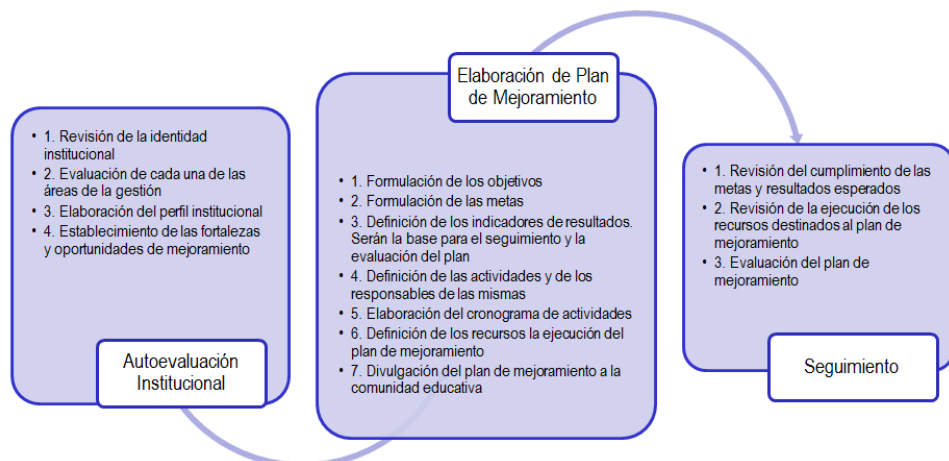 • 1. Revisión de la identidad
institucional
• 2. Evaluación de cada una de las
áreas de la gestión
• 3. Elaboración del perfil institucional
• 4. Establecimiento de las fortalezas
y oportunidades de mejoramiento
Autoevaluación
Institucional
Elaboración de Plan
de Mejoramiento
• 1. Formulación de los objetivos
• 2. Formulación de las metas
• 3. Definición de los indicadores de resultados.
Serán la base para el seguimiento y la
evaluación del plan
• 4. Definición de las actividades y de los
responsables de las mismas
• 5. Elaboración del cronograma de actividades
• 6. Definición de los recursos la ejecución del
plan de mejoramiento
• 7. Divulgación del plan de mejoramiento a la
comunidad educativa
• 1. Revisión del cumplimiento de las
metas y resultados esperados
• 2. Revisión de la ejecución de los
recursos destinados al plan de
mejoramiento
• 3. Evaluación del plan de
mejoramiento
Seguimiento